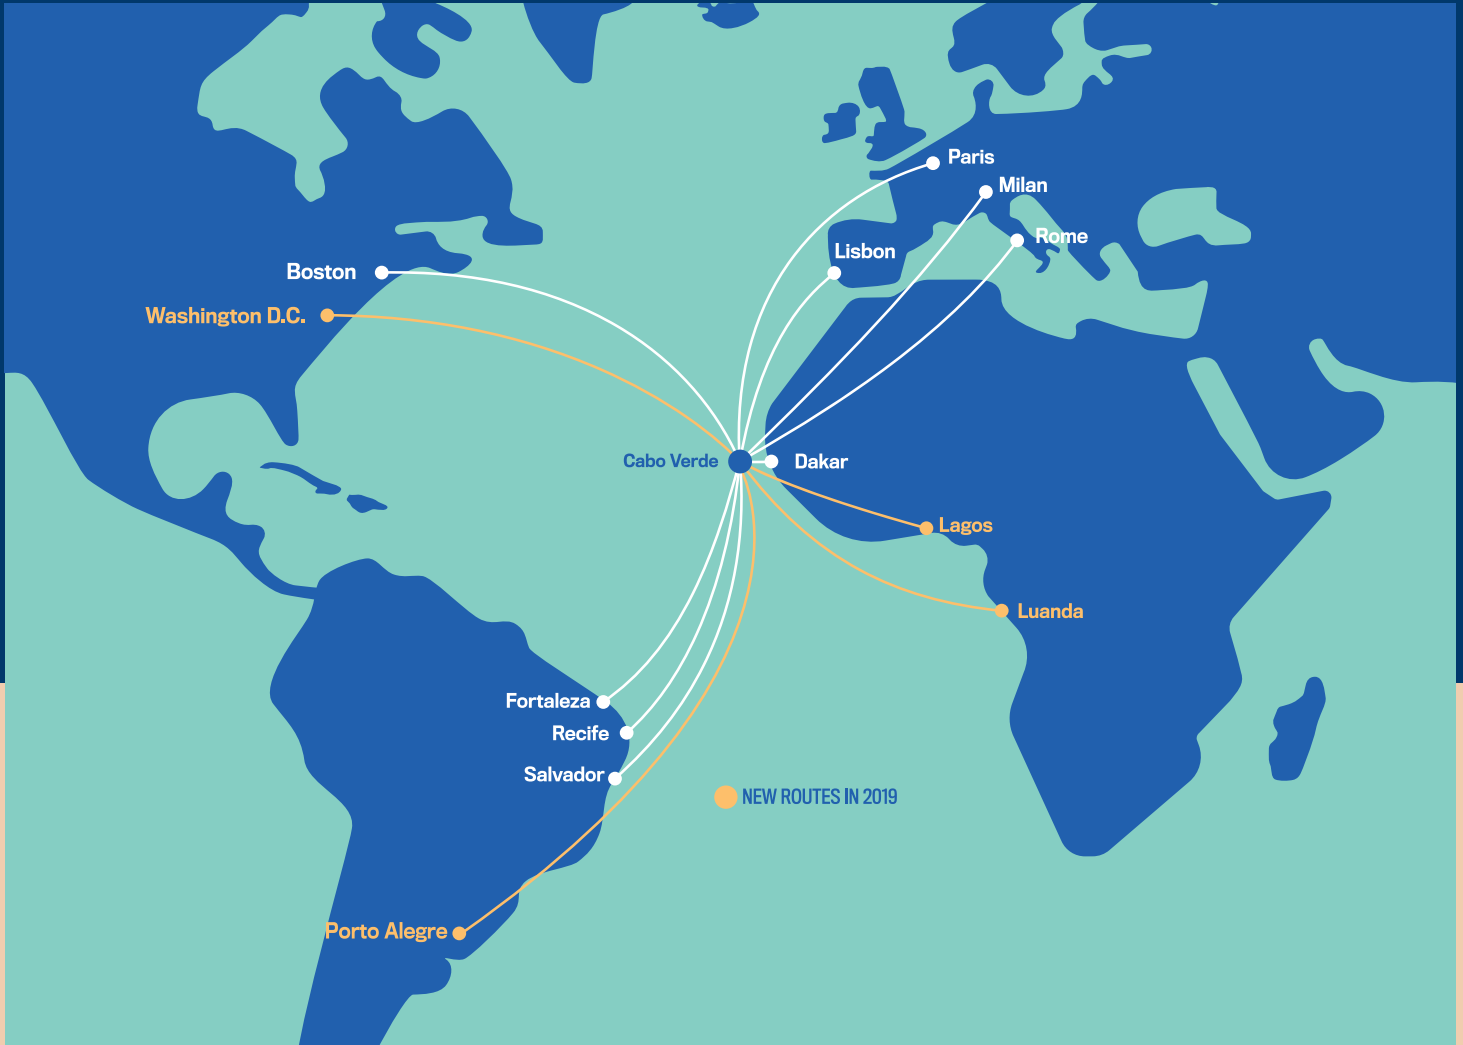 Paris
Milan
Rome
Lisbon
Boston
Washington D.C.
Cabo Verde
Dakar
Lagos
Luanda
Fortaleza
Recife
Salvador
NEW ROUTES IN 2019
Porto Alegre